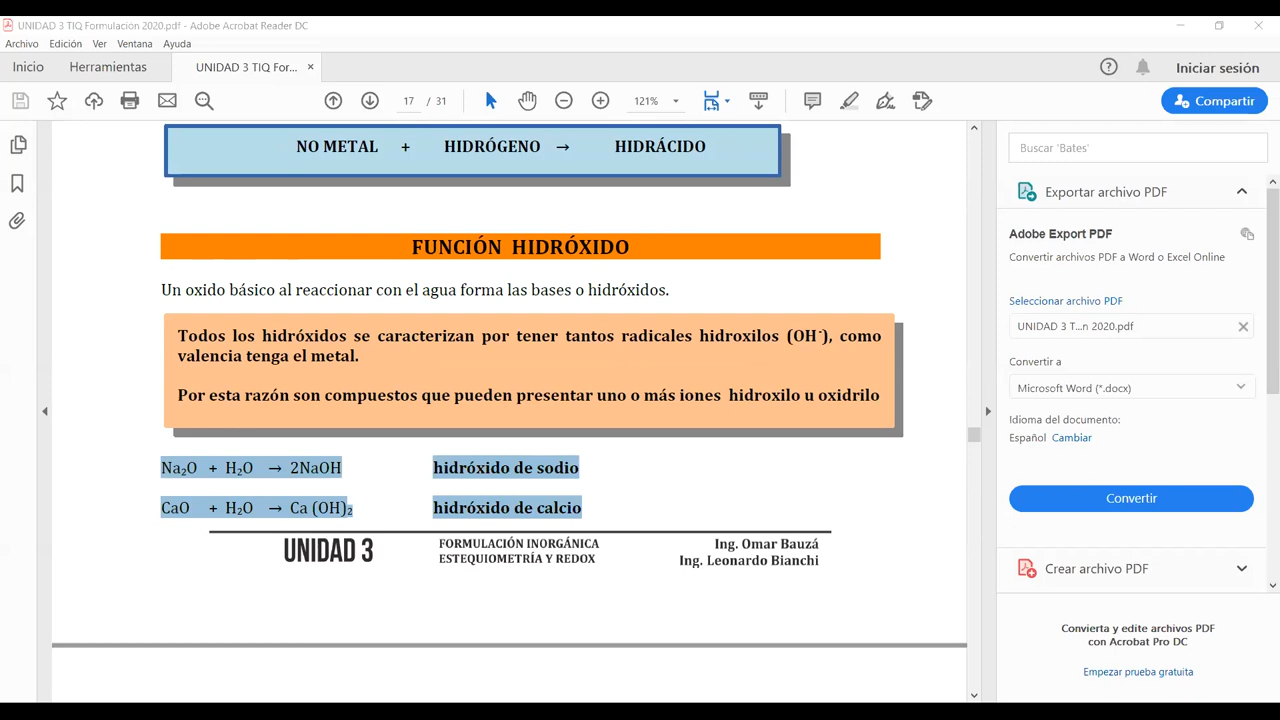 UNIDAD 3 TIQ Formulación 2020.pdf - Adobe Acrobat Reader DC
Archivo Edición Ver Ventana Ayuda
Inicio Herramientas UNIDAD 3 TIQ For... × Iniciar sesión
17 / 31 121% Compartir
NO METAL + HIDRÓGENO → HIDRÁCIDO
FUNCIÓN HIDRÓXIDO
Un oxido básico al reaccionar con el agua forma las bases o hidróxidos.
Todos los hidróxidos se caracterizan por tener tantos radicales hidroxilos (OH⁻), como
valencia tenga el metal.
Por esta razón son compuestos que pueden presentar uno o más iones hidroxilo u oxidrilo
Na₂O + H₂O → 2NaOH hidróxido de sodio
CaO + H₂O → Ca (OH)₂ hidróxido de calcio
UNIDAD 3
FORMULACIÓN INORGÁNICA
ESTEQUIOMETRÍA Y REDOX
Ing. Omar Bauzá
Ing. Leonardo Bianchi
Buscar 'Bates'
Exportar archivo PDF
Adobe Export PDF
Convertir archivos PDF a Word o Excel Online
Seleccionar archivo PDF
UNIDAD 3 T...n 2020.pdf ×
Convertir a
Microsoft Word (*.docx)
Idioma del documento:
Español Cambiar
Convertir
Crear archivo PDF
Convierta y edite archivos PDF
con Acrobat Pro DC
Empezar prueba gratuita